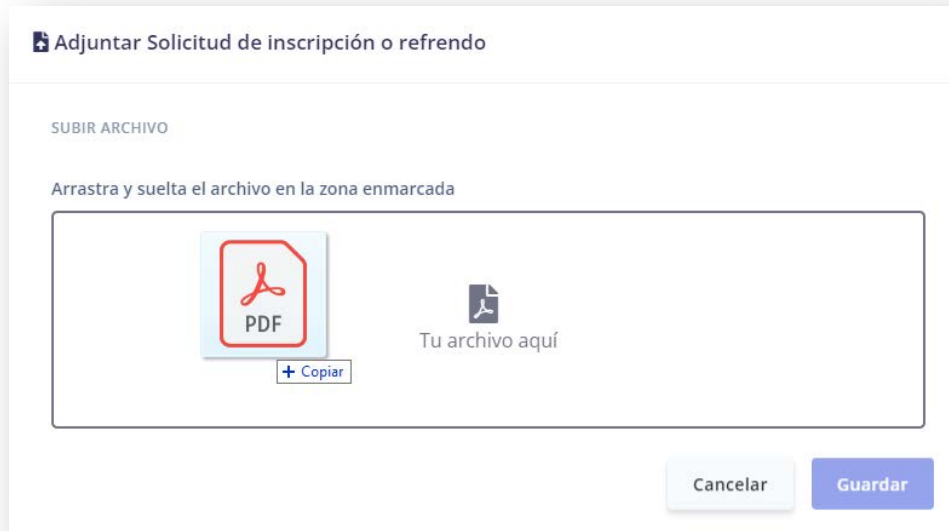 Adjuntar Solicitud de inscripción o refrendo
SUBIR ARCHIVO
Arrastra y suelta el archivo en la zona enmarcada
PDF
Tu archivo aquí
+ Copiar
Cancelar
Guardar